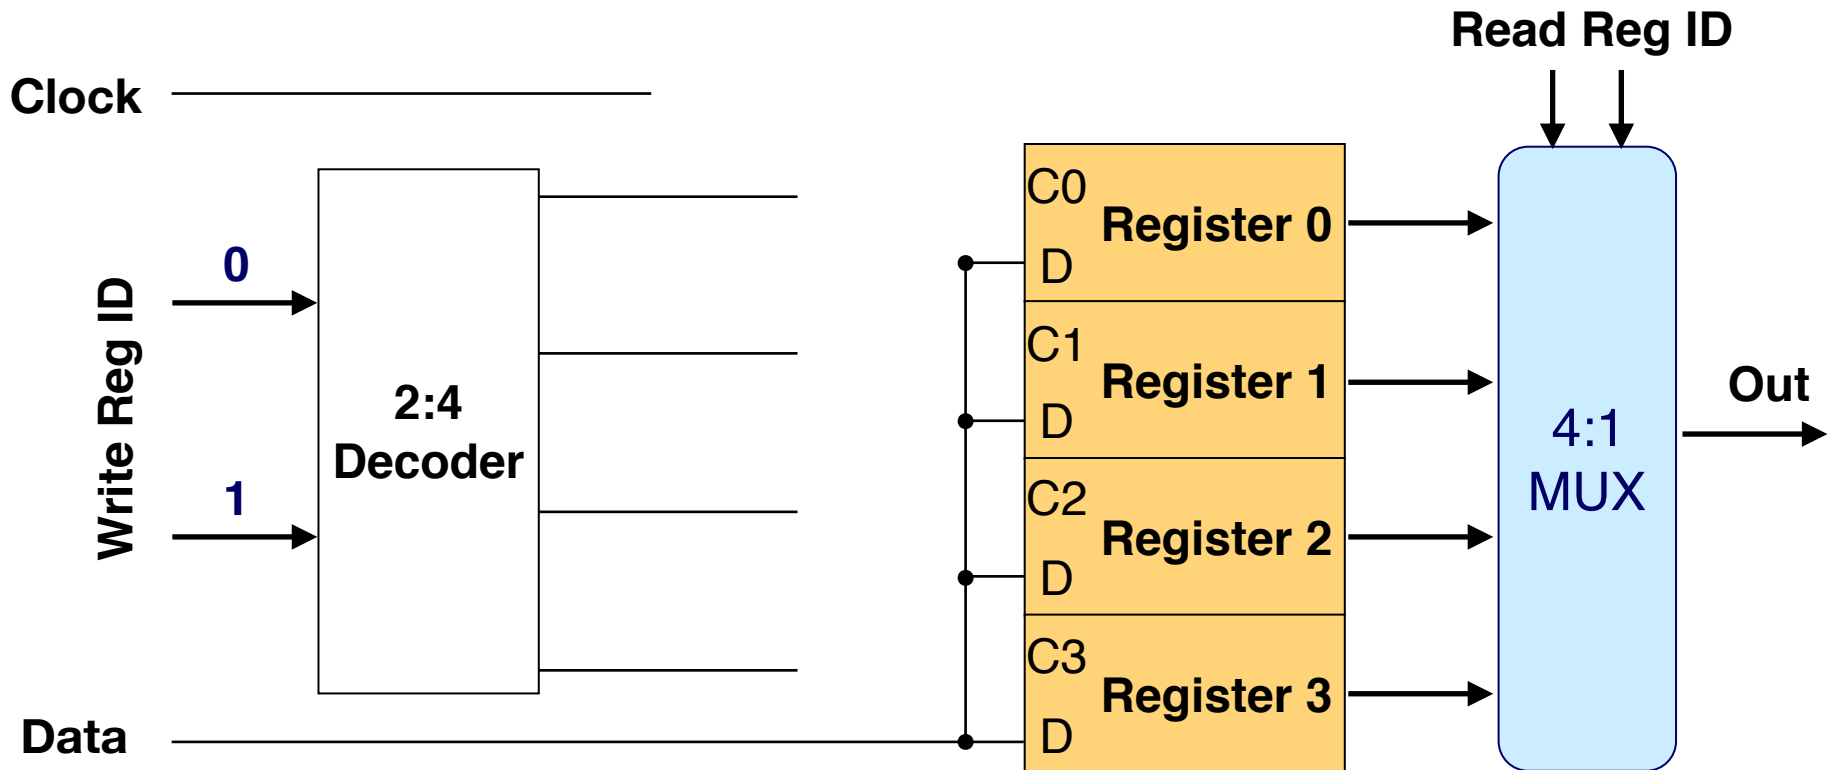 Read Reg ID
Clock
Write Reg ID
0
1
2:4
Decoder
C0
Register 0
D
C1
Register 1
D
C2
Register 2
D
C3
Register 3
D
4:1
MUX
Out
Data